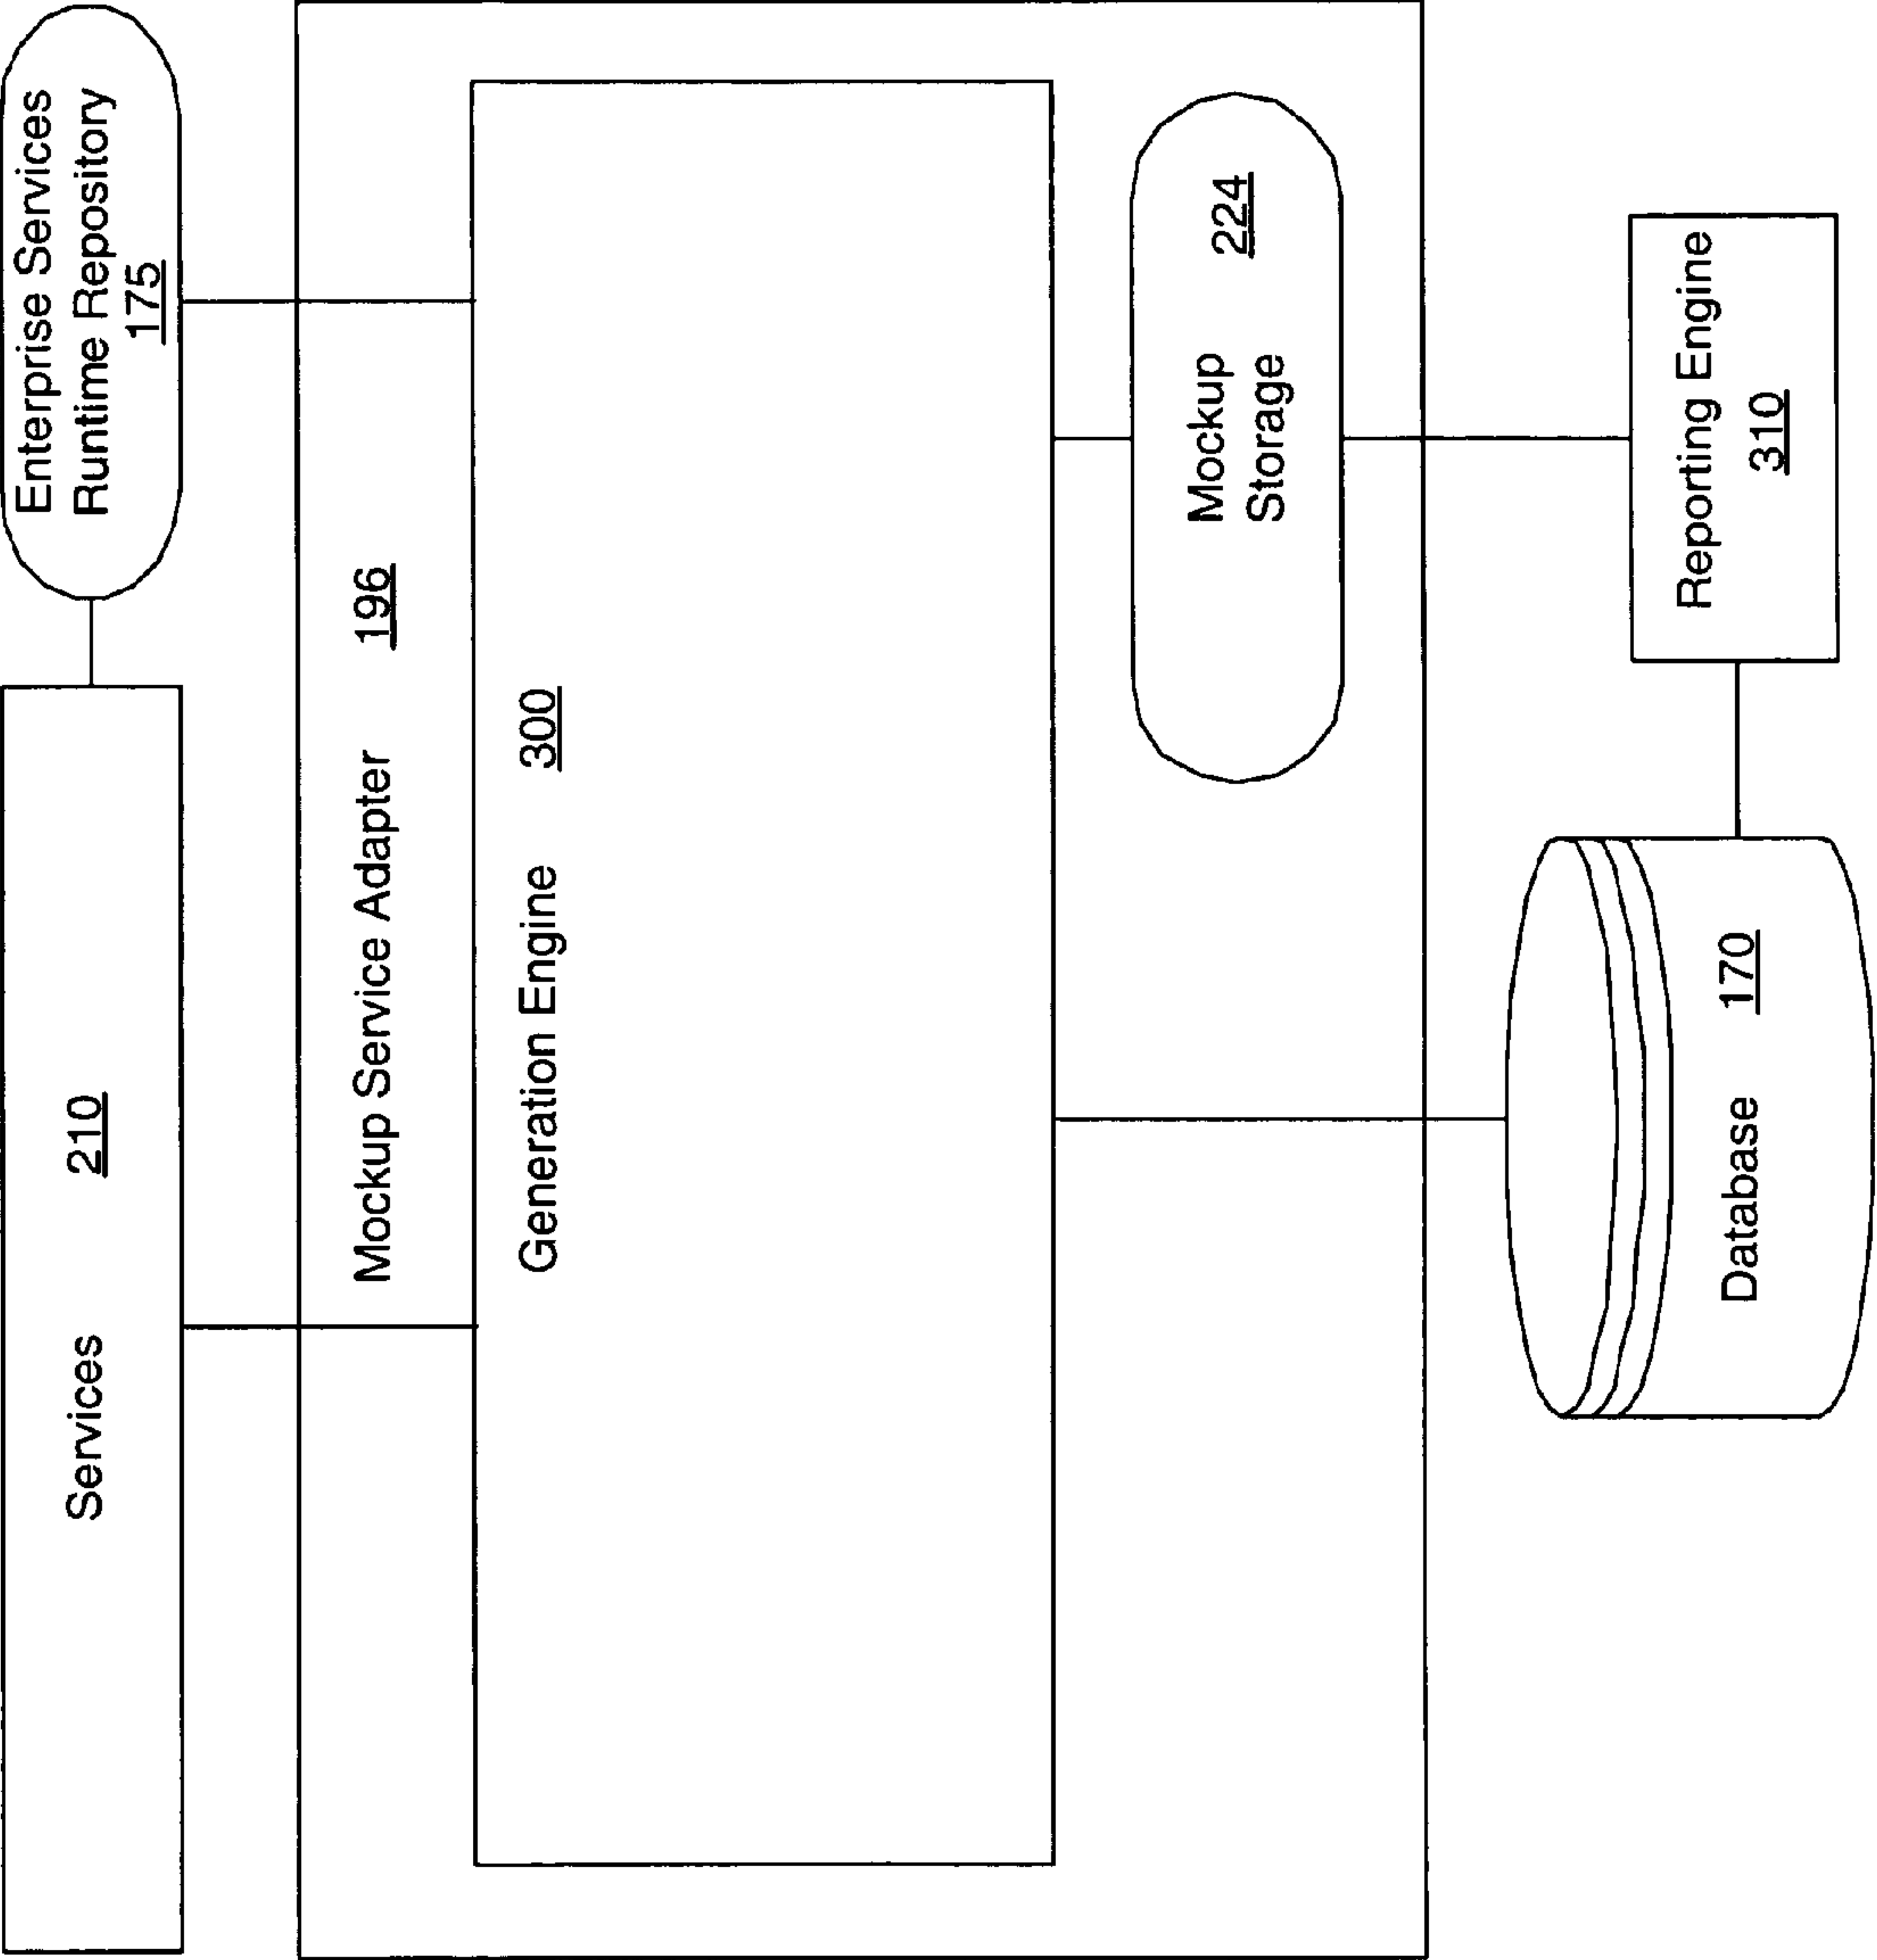 Services 210
Enterprise Services
Runtime Repository
175
Mockup Service Adapter 196
Generation Engine 300
Mockup
Storage
224
Database 170
Reporting Engine
310